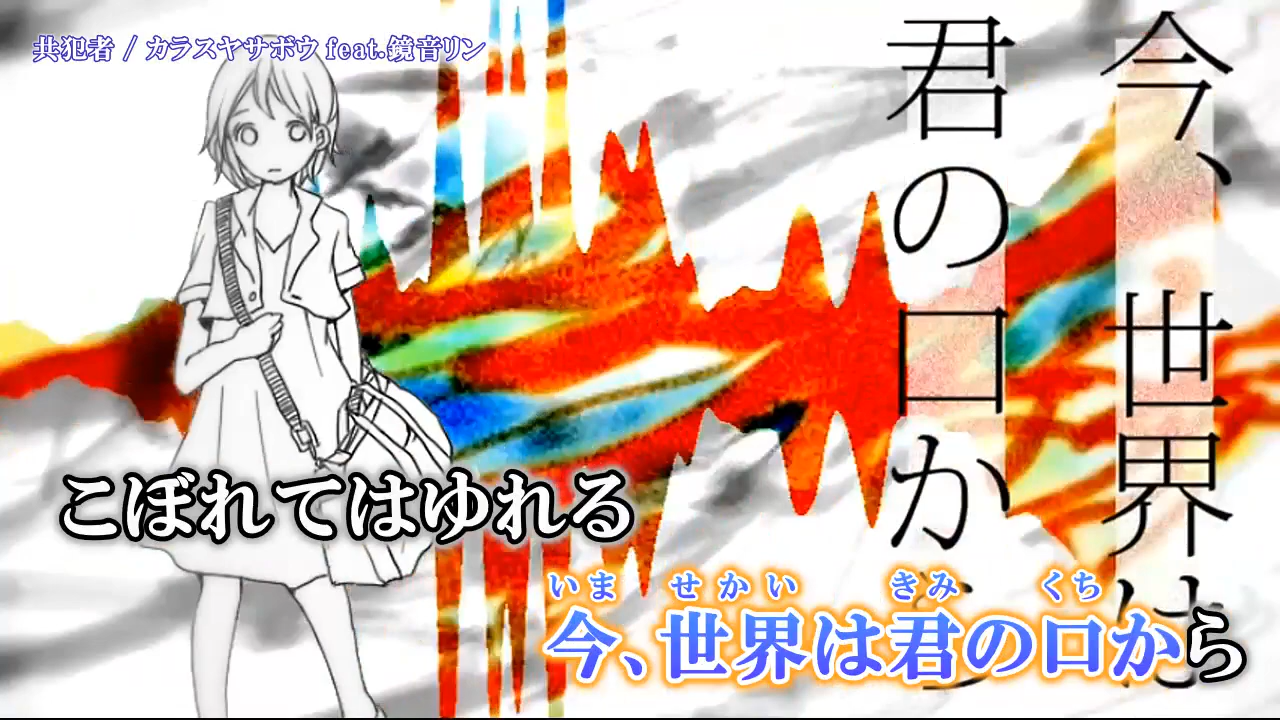 共犯者 / カラスヤサボウ feat.鏡音リン
今、世界は
君の口から
こぼれてはゆれる
いま せかい きみ くち
今、世界は君の口から